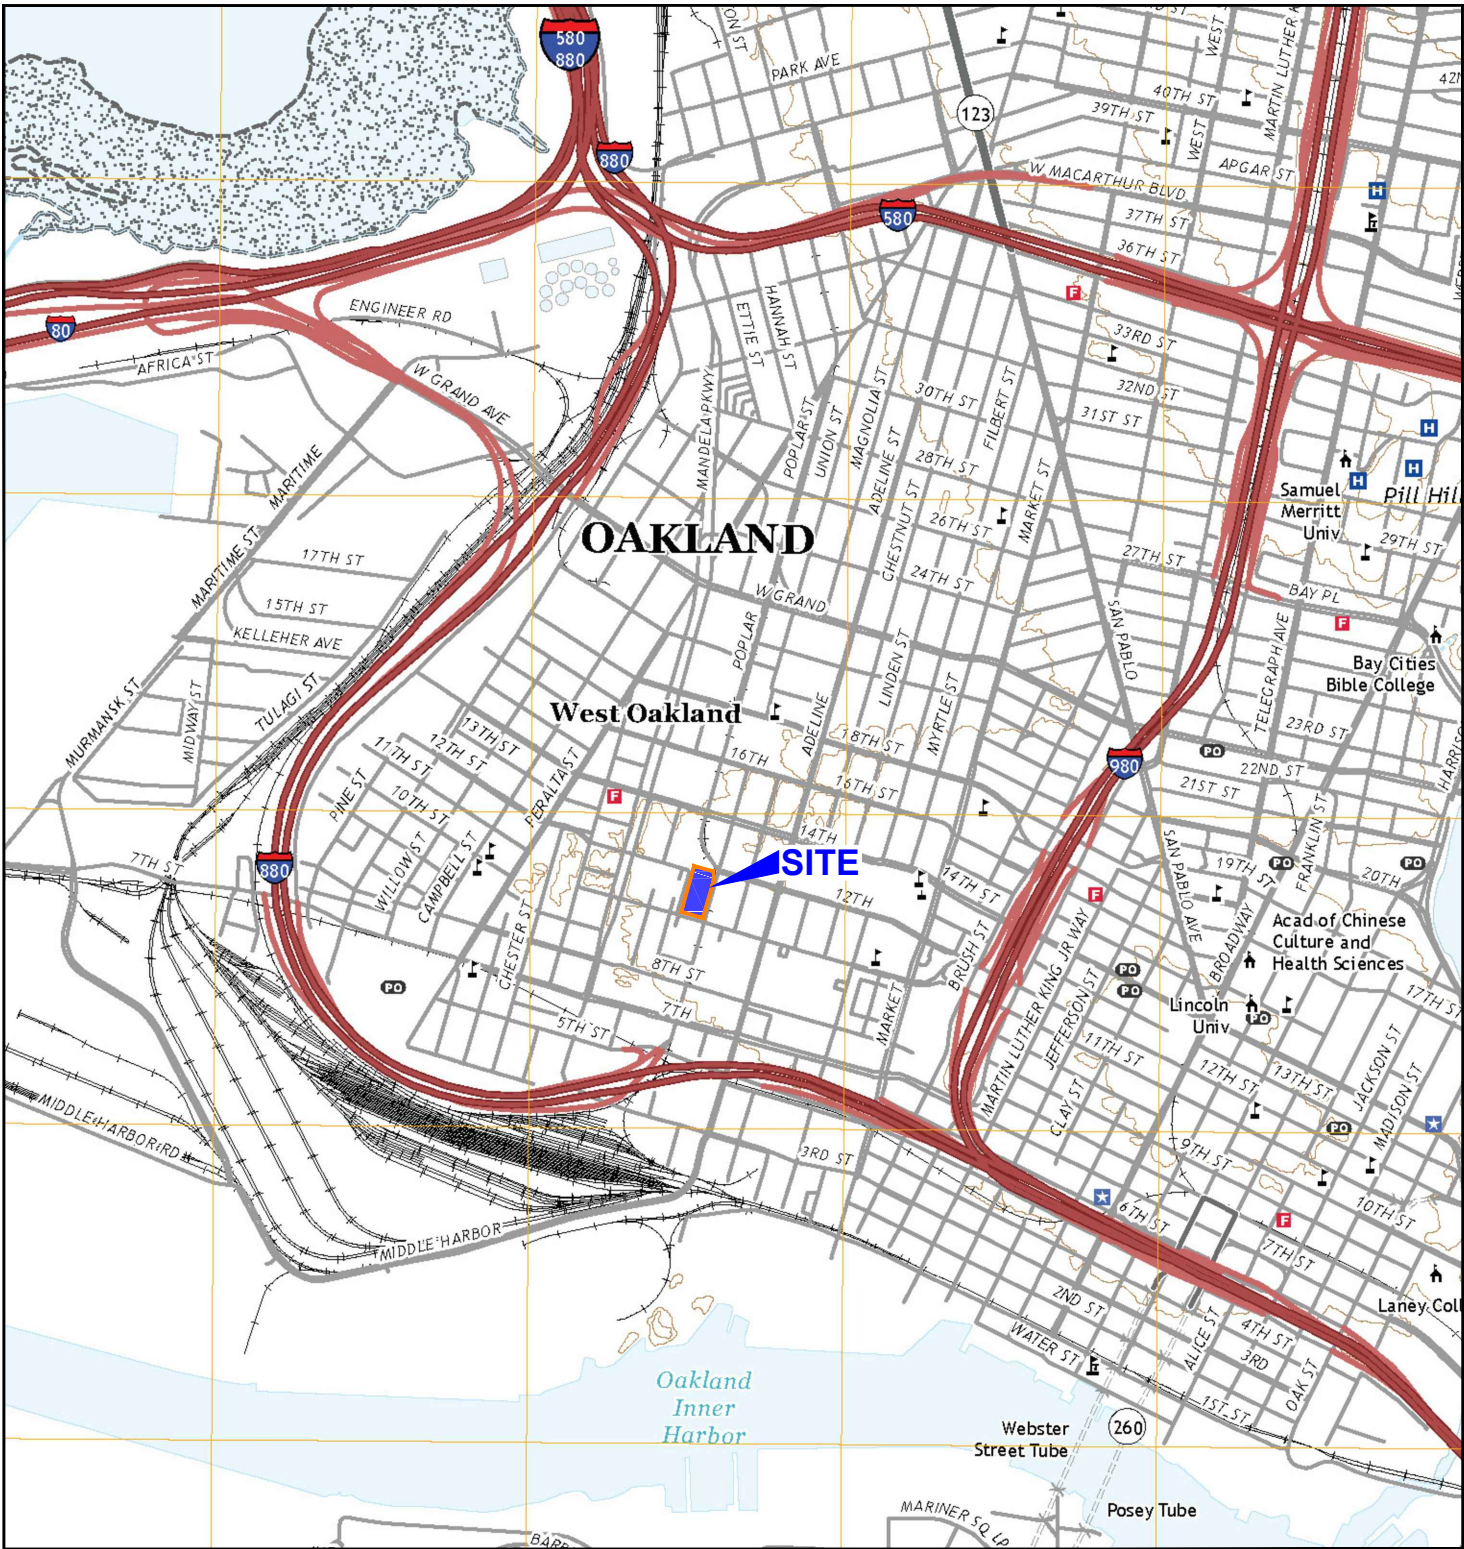 580
880
PARK AVE
123
40TH ST
39TH ST
WEST
WEST
MARTIN LUTHER
880
W MACARTHUR BLVD
APGAR ST
H
580
37TH ST
36TH ST
F
ENGINEER RD
80
AFRICA ST
HANNAH ST
ETTIE ST
33RD ST
W GRAND AVE
MANDELA PKWY
MAGNOLIA ST
30TH ST
FILBERT ST
32ND ST
31ST ST
POPLAR ST
UNION ST
ADELINE ST
28TH ST
MARKET ST
H
H
H
Samuel
Merritt
Univ
Pill Hill
MARITIME
MARITIME ST
OAKLAND
CHESTNUT ST
26TH ST
27TH ST
29TH ST
17TH ST
24TH ST
W GRAND
BAY PL
15TH ST
KELLEHER AVE
POPLAR
SAN PABLO
F
LINDEN ST
TELEGRAPH AVE
Bay Cities
Bible College
MURMANSK ST
MIDWAY ST
TULAGI ST
West Oakland
MYRTLE ST
13TH ST
12TH ST
11TH ST
ADELINE
18TH ST
16TH
16TH ST
23RD ST
PO
22ND ST
21ST ST
980
PINE ST
10TH ST
PERALTA ST
F
14TH
FRANKLIN ST
7TH ST
880
WILLOW ST
CAMPBELL ST
SITE
12TH
14TH ST
SAN PABLO AVE
19TH ST
PO
PO
20TH
F
CHESTER ST
BRUSH ST
BROADWAY
Acad of Chinese
Culture and
Health Sciences
8TH ST
PO
PO
PO
7TH
5TH ST
MARKET
MARTIN LUTHER KING JR WAY
JEFFERSON ST
Lincoln
Univ
PO
17TH ST
11TH ST
12TH ST
13TH ST
JACKSON ST
MADISON ST
MIDDLE HARBOR RD
CLAY ST
PO
3RD ST
9TH ST
10TH ST
6TH ST
F
7TH ST
MIDDLE HARBOR
2ND ST
WATER ST
ALICE ST
4TH ST
3RD
OAK ST
1ST ST
Laney Coll
Oakland
Inner
Harbor
Webster
Street Tube
260
Posey Tube
MARINER SQ LP